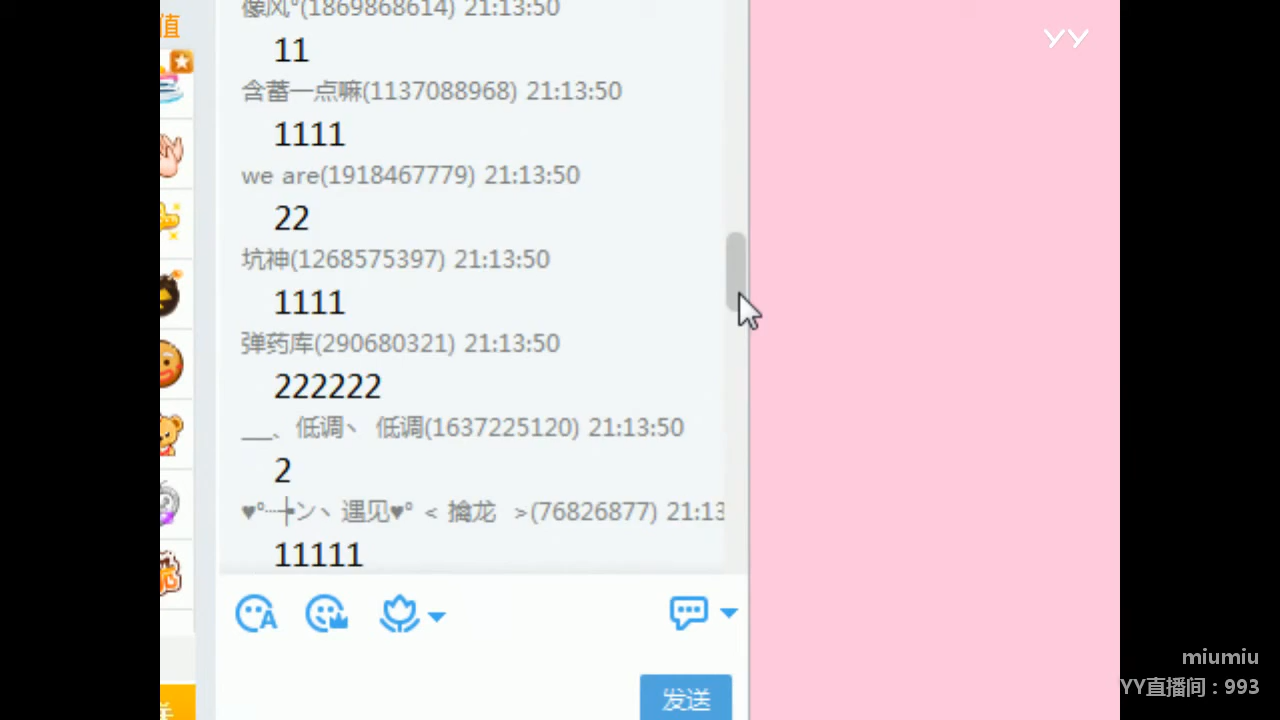 值
像风°(1869868614) 21:13:50
11
含蓄一点嘛(1137088968) 21:13:50
1111
we are(1918467779) 21:13:50
22
坑神(1268575397) 21:13:50
1111
弹药库(290680321) 21:13:50
222222
__、低调丶 低调(1637225120) 21:13:50
2
♥°┈╋ン丶遇见♥° < 擒龙 >(76826877) 21:13
11111
发送
YY
miumiu
YY直播间：993